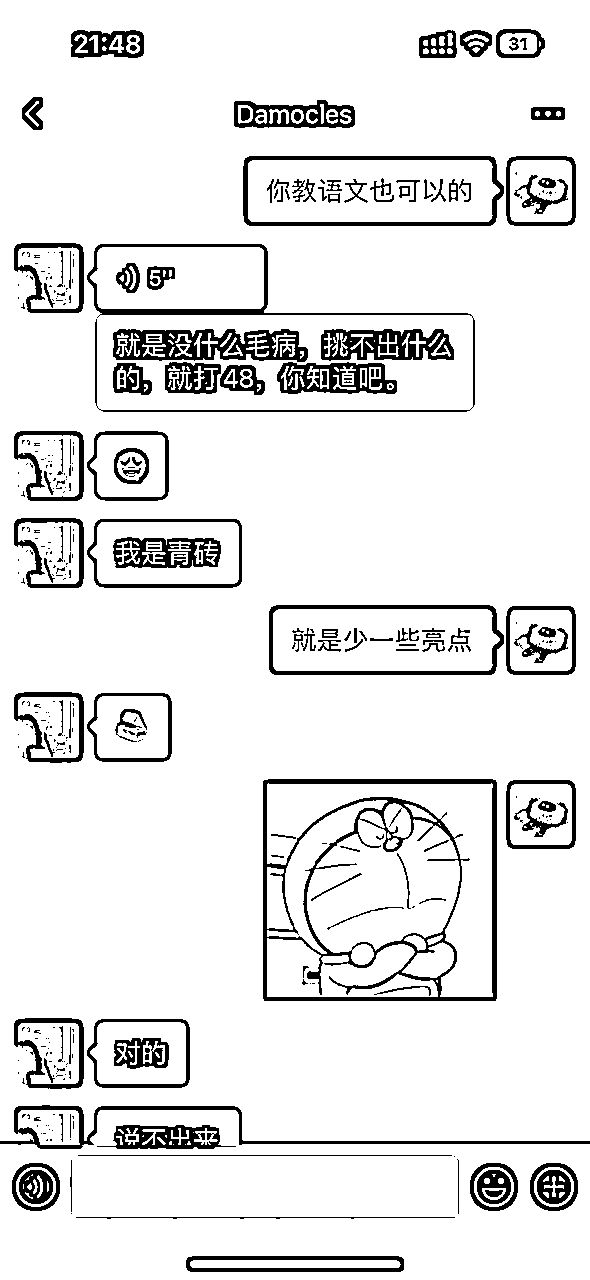 21:48
31
Damocles
你教语文也可以的
5"
就是没什么毛病，挑不出什么
的，就打48，你知道吧。
我是青砖
就是少一些亮点
对的
说不出来